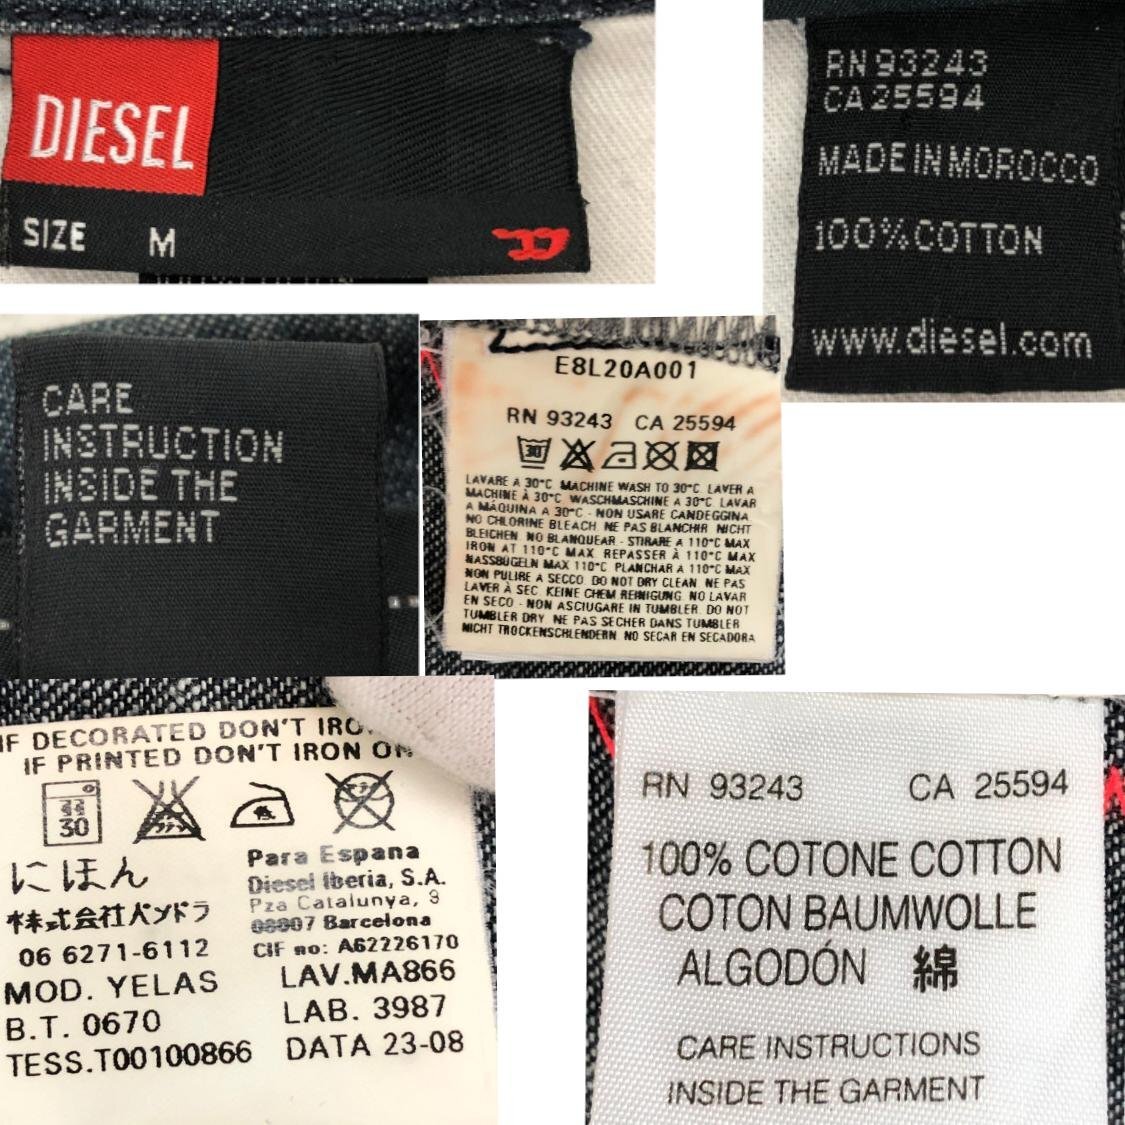 DIESEL
SIZE M
RN 93243
CA 25594
MADE IN MOROCCO
100% COTTON
www.diesel.com
CARE
INSTRUCTION
INSIDE THE
GARMENT
E8L20A001
RN 93243 CA 25594
30
LAVARE A 30°C MACHINE WASH TO 30°C LAVER A
MACHINE À 30°C WASCHMASCHINE A 30°C LAVAR
A MÁQUINA A 30°C - NON USARE CANDEGGINA
NO CHLORINE BLEACH NE PAS BLANCHIR NICHT
BLEICHEN NO BLANQUEAR - STIRARE A 110°C MAX
IRON AT 110°C MAX REPASSER À 110°C MAX
NASSBÜGELN MAX 110°C PLANCHAR A 110°C MAX
NON PULIRE A SECCO DO NOT DRY CLEAN NE PAS
LAVER À SEC KEINE CHEM REINIGUNG NO LAVAR
EN SECO - NON ASCIUGARE IN TUMBLER DO NOT
TUMBLER DRY NE PAS SECHER DANS TUMBLER
NICHT TROCKENSCHLENDERN NO SECAR EN SECADORA
IF DECORATED DON'T IRO
IF PRINTED DON'T IRON ON
30
にほん
株式会社パンドラ
06 6271-6112
MOD. YELAS
B.T. 0670
TESS.T00100866
Para Espana
Diesel Iberia, S.A.
Pza Catalunya, 9
08007 Barcelona
CIF no: A62226170
LAV.MA866
LAB. 3987
DATA 23-08
RN 93243 CA 25594
100% COTONE COTTON
COTON BAUMWOLLE
ALGODÓN 綿
CARE INSTRUCTIONS
INSIDE THE GARMENT